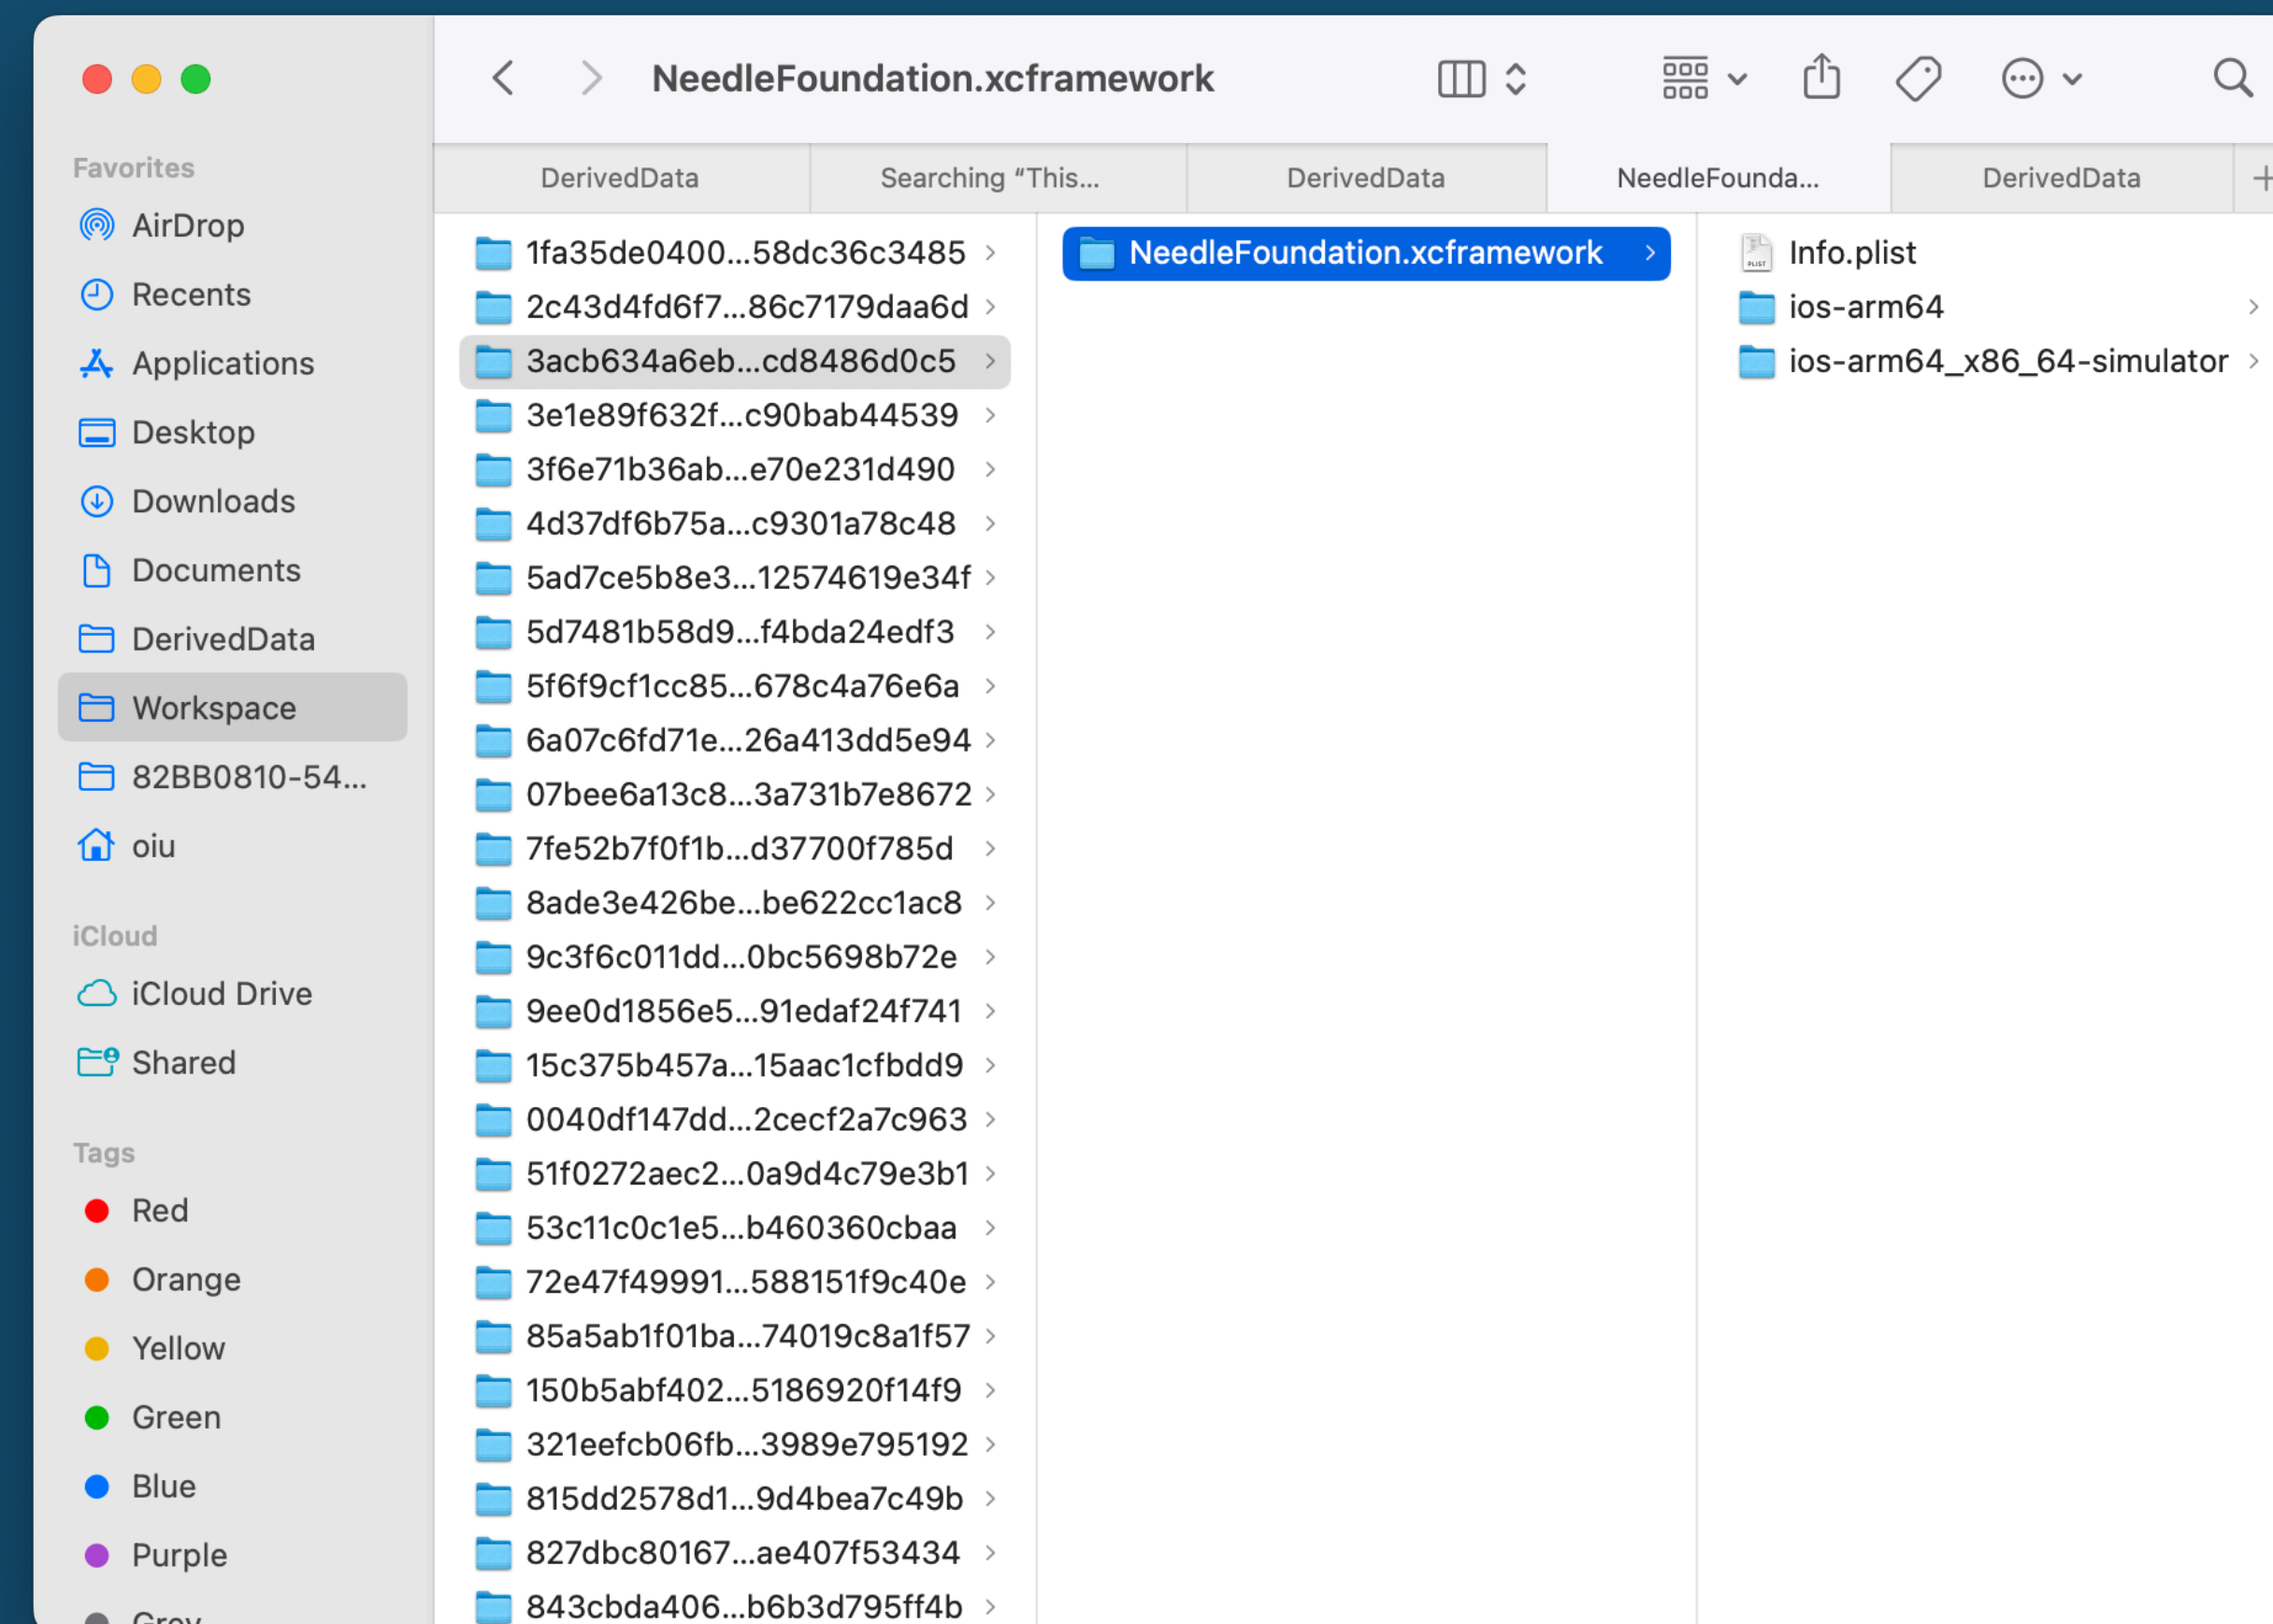 NeedleFoundation.xcframework
DerivedData
Searching “This...
DerivedData
NeedleFounda...
DerivedData
Favorites
AirDrop
Recents
Applications
Desktop
Downloads
Documents
DerivedData
Workspace
82BB0810-54...
oiu
iCloud
iCloud Drive
Shared
Tags
Red
Orange
Yellow
Green
Blue
Purple
Grey
1fa35de0400...58dc36c3485
2c43d4fd6f7...86c7179daa6d
3acb634a6eb...cd8486d0c5
3e1e89f632f...c90bab44539
3f6e71b36ab...e70e231d490
4d37df6b75a...c9301a78c48
5ad7ce5b8e3...12574619e34f
5d7481b58d9...f4bda24edf3
5f6f9cf1cc85...678c4a76e6a
6a07c6fd71e...26a413dd5e94
07bee6a13c8...3a731b7e8672
7fe52b7f0f1b...d37700f785d
8ade3e426be...be622cc1ac8
9c3f6c011dd...0bc5698b72e
9ee0d1856e5...91edaf24f741
15c375b457a...15aac1cfbdd9
0040df147dd...2cecf2a7c963
51f0272aec2...0a9d4c79e3b1
53c11c0c1e5...b460360cbaa
72e47f49991...588151f9c40e
85a5ab1f01ba...74019c8a1f57
150b5abf402...5186920f14f9
321eefcb06fb...3989e795192
815dd2578d1...9d4bea7c49b
827dbc80167...ae407f53434
843cbda406...b6b3d795ff4b
NeedleFoundation.xcframework
PLIST
Info.plist
ios-arm64
ios-arm64_x86_64-simulator